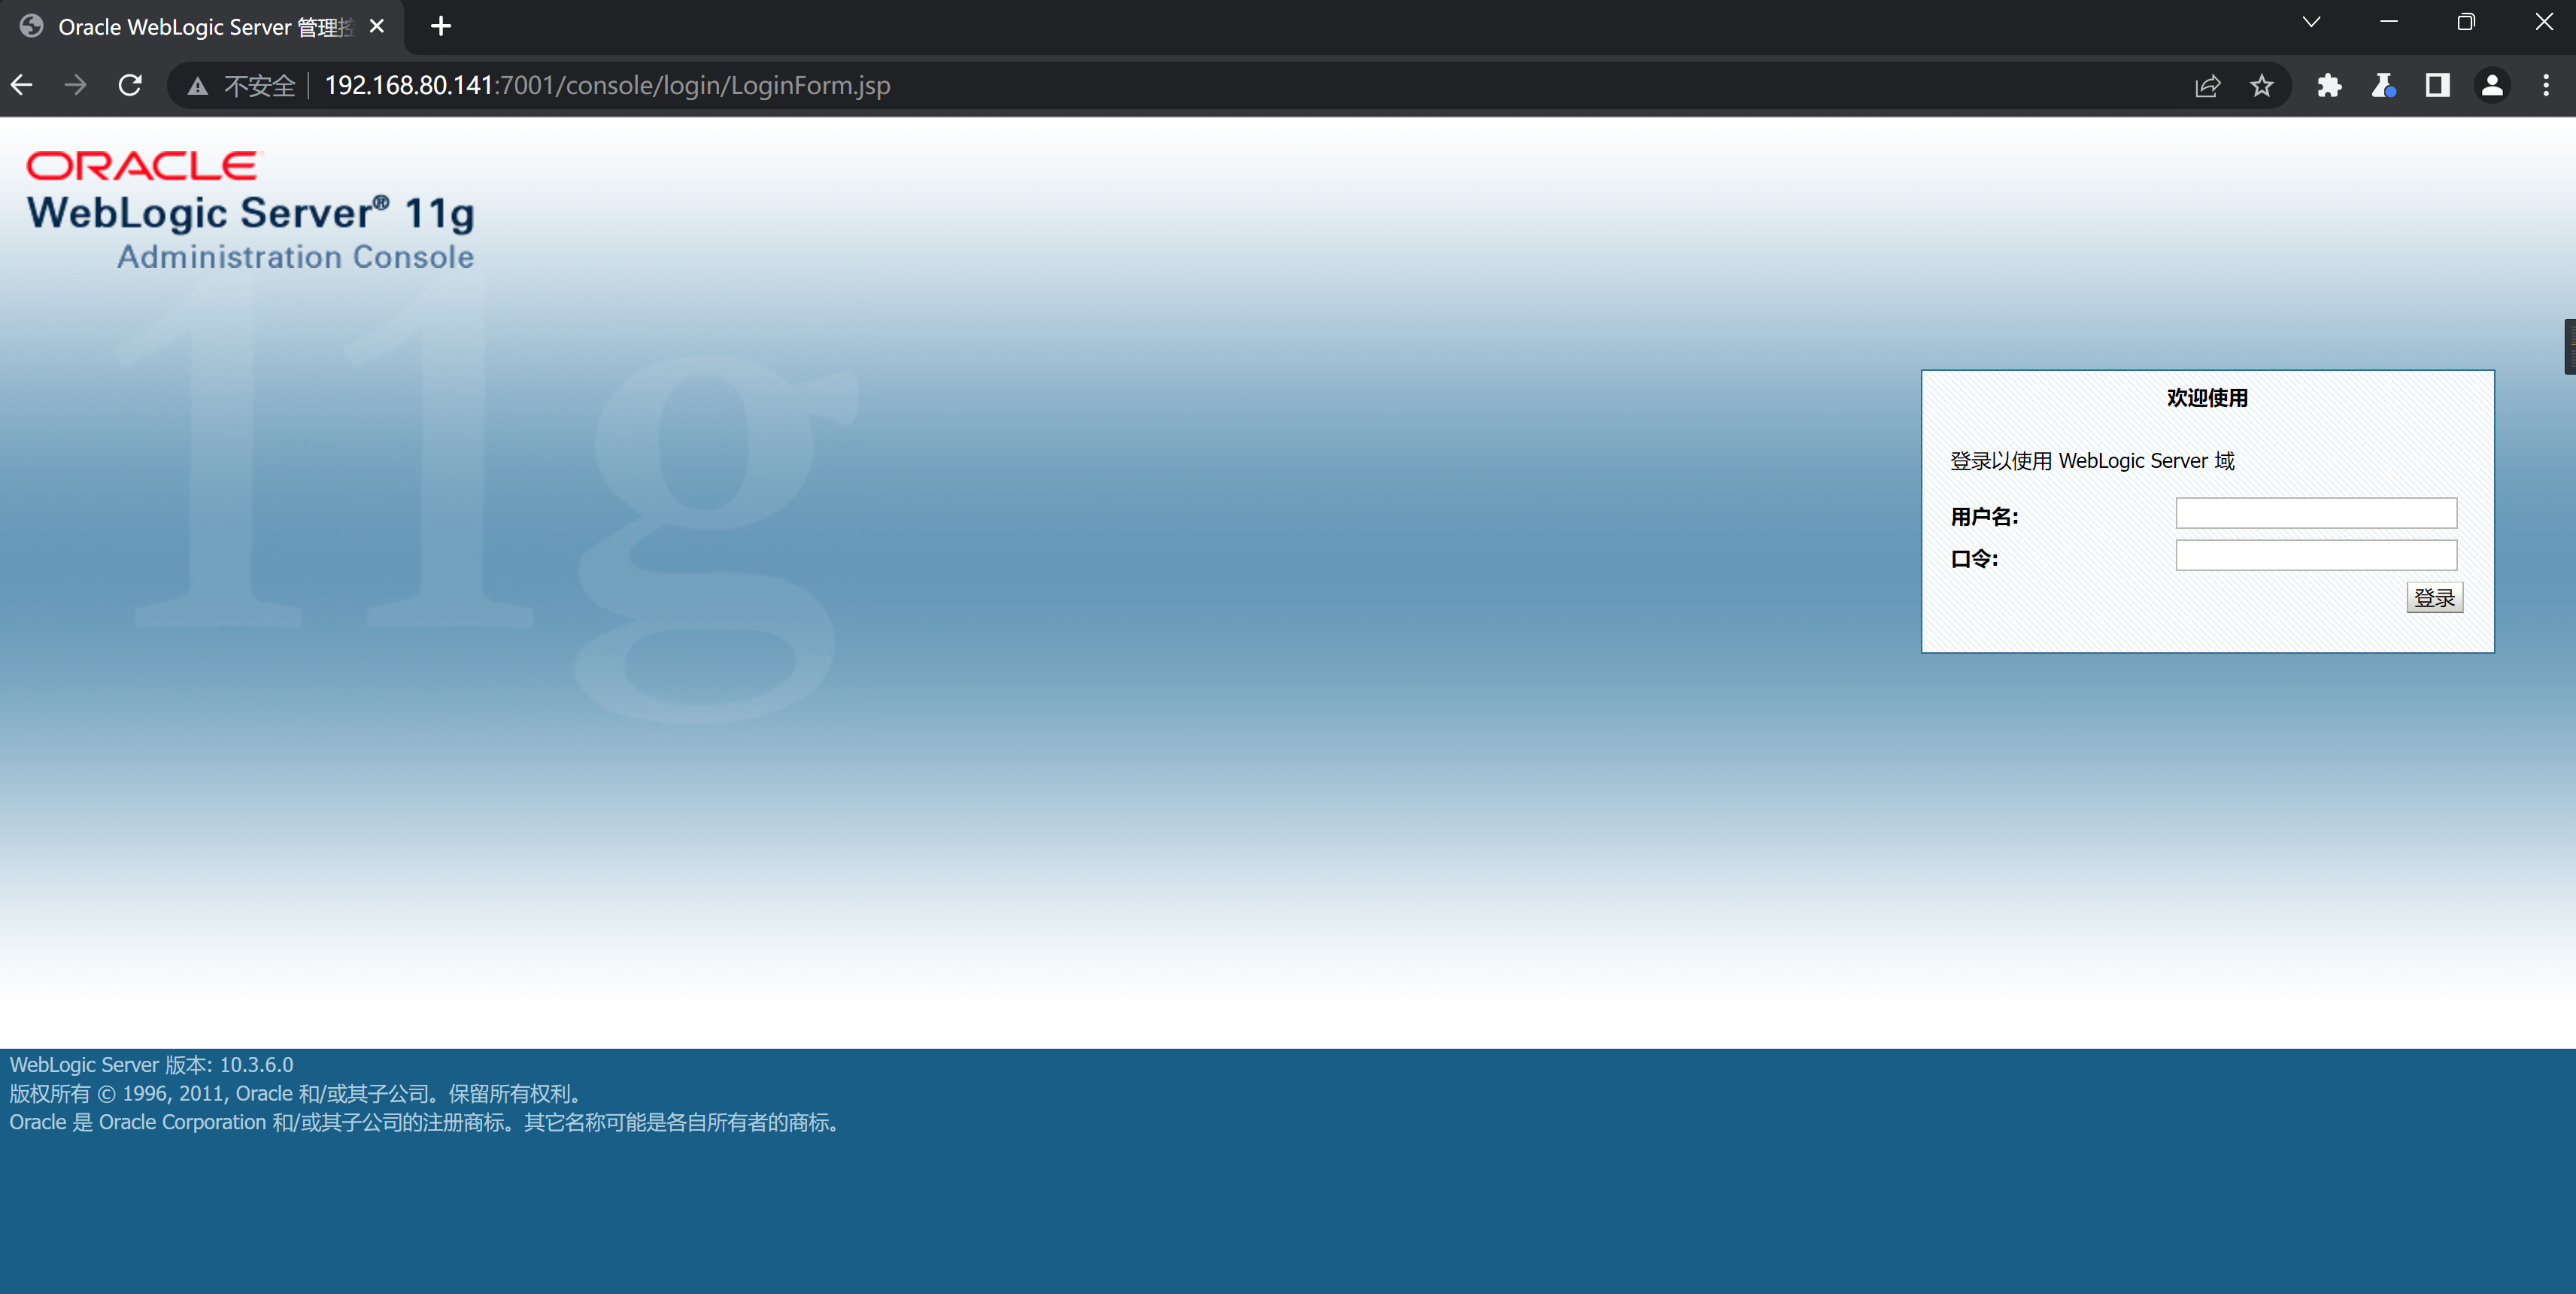 Oracle WebLogic Server 管理控
不安全
192.168.80.141:7001/console/login/LoginForm.jsp
ORACLE
WebLogic Server® 11g
Administration Console
11g
欢迎使用
登录以使用 WebLogic Server 域
用户名:
口令:
登录
WebLogic Server 版本: 10.3.6.0
版权所有 © 1996, 2011, Oracle 和/或其子公司。保留所有权利。
Oracle 是 Oracle Corporation 和/或其子公司的注册商标。其它名称可能是各自所有者的商标。